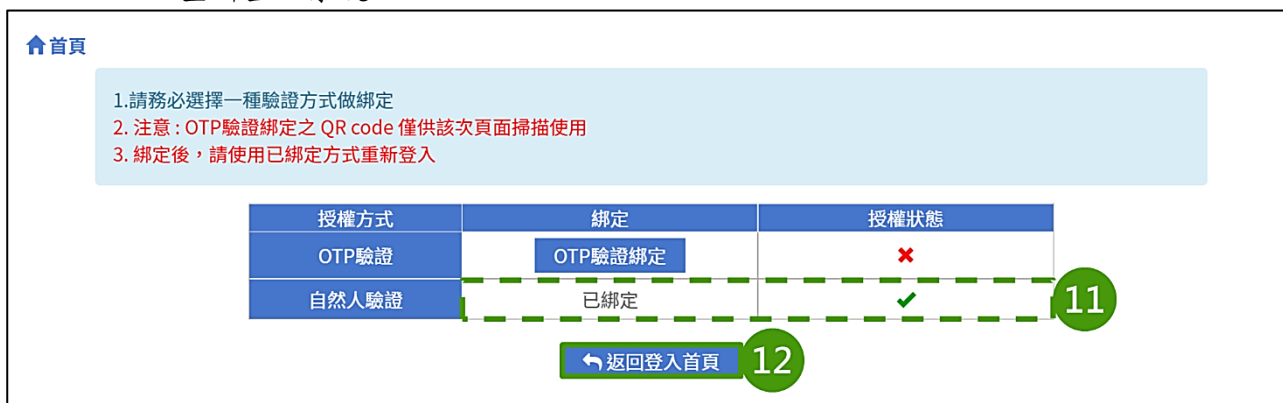 首頁
1.請務必選擇一種驗證方式做綁定
2. 注意 : OTP驗證綁定之 QR code 僅供該次頁面掃描使用
3. 綁定後，請使用已綁定方式重新登入
授權方式 綁定 授權狀態
OTP驗證 OTP驗證綁定
自然人驗證 已綁定 11
返回登入首頁 12